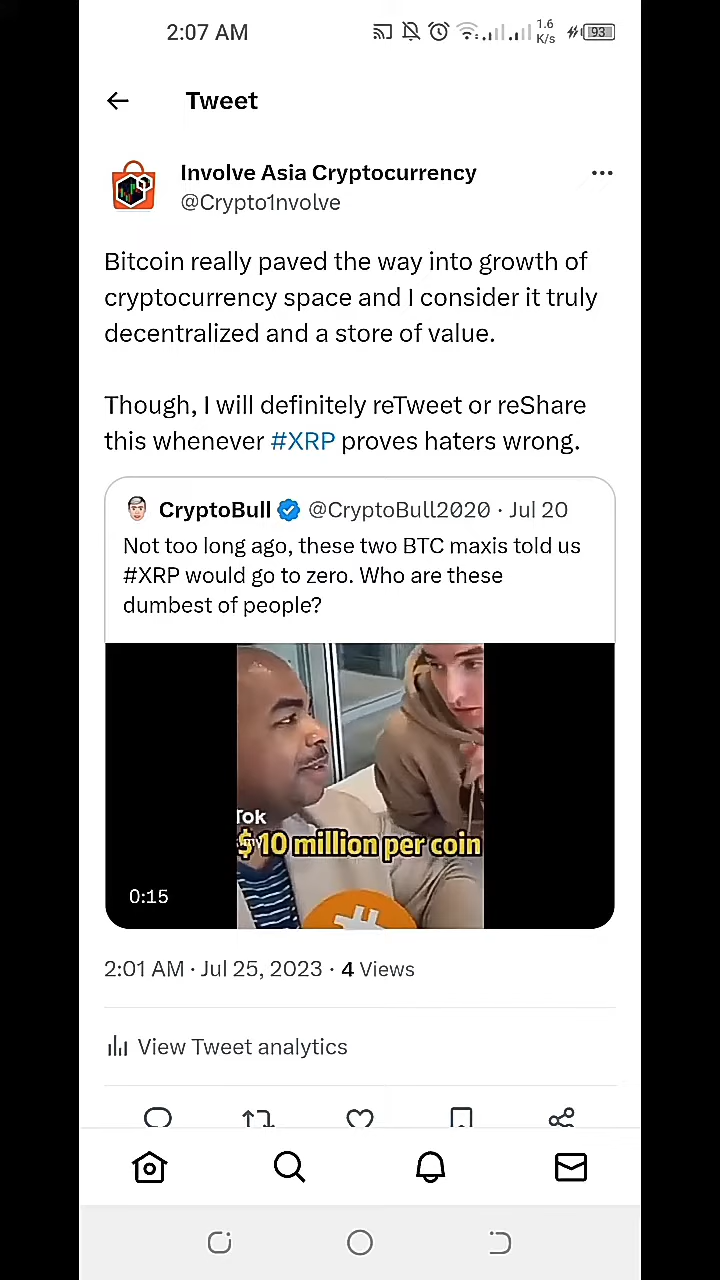 2:07 AM
1.6
K/s
93
Tweet
Involve Asia Cryptocurrency
@Crypto1nvolve
Bitcoin really paved the way into growth of
cryptocurrency space and I consider it truly
decentralized and a store of value.
Though, I will definitely reTweet or reShare
this whenever #XRP proves haters wrong.
CryptoBull @CryptoBull2020 · Jul 20
Not too long ago, these two BTC maxis told us
#XRP would go to zero. Who are these
dumbest of people?
Tok
$10 million per coin
0:15
2:01 AM · Jul 25, 2023 · 4 Views
View Tweet analytics